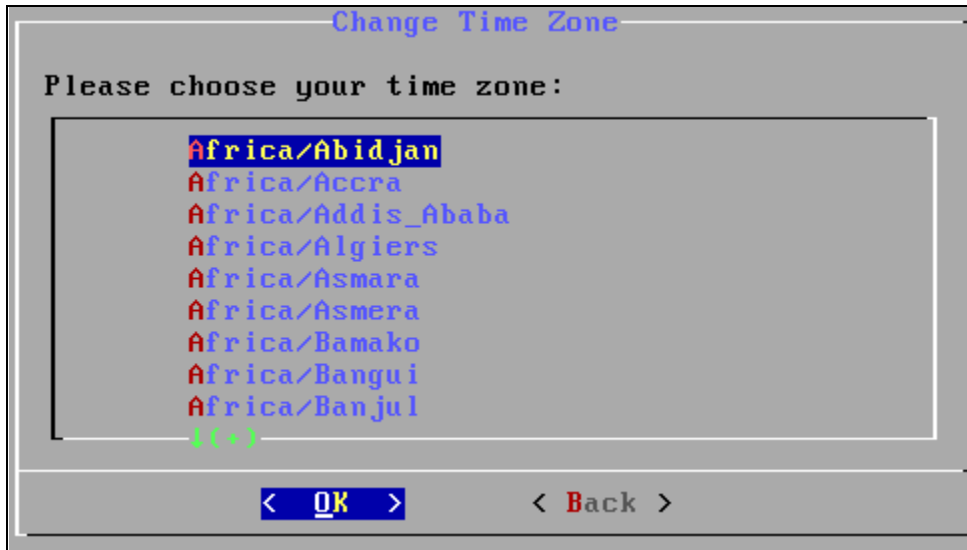 Change Time Zone
Please choose your time zone:
Africa/Abidjan
Africa/Accra
Africa/Addis_Ababa
Africa/Algiers
Africa/Asmara
Africa/Asmera
Africa/Bamako
Africa/Bangui
Africa/Banjul
↓(+)
< OK > < Back >